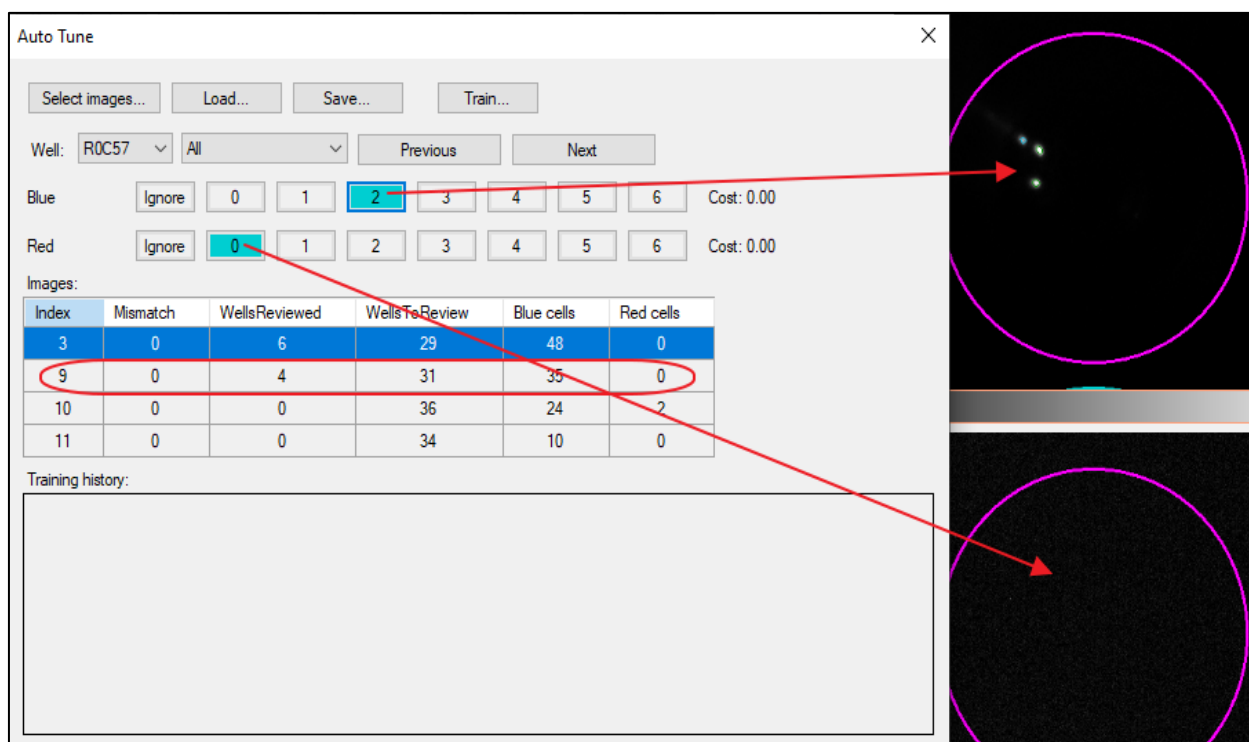 Auto Tune
Select images... Load... Save... Train...
Well: R0C57 All Previous Next
Blue Ignore 0 1 2 3 4 5 6 Cost: 0.00
Red Ignore 0 1 2 3 4 5 6 Cost: 0.00
Images:
Index Mismatch WellsReviewed WellsToReview Blue cells Red cells
3 0 6 29 48 0
9 0 4 31 35 0
10 0 0 36 24 2
11 0 0 34 10 0
Training history: